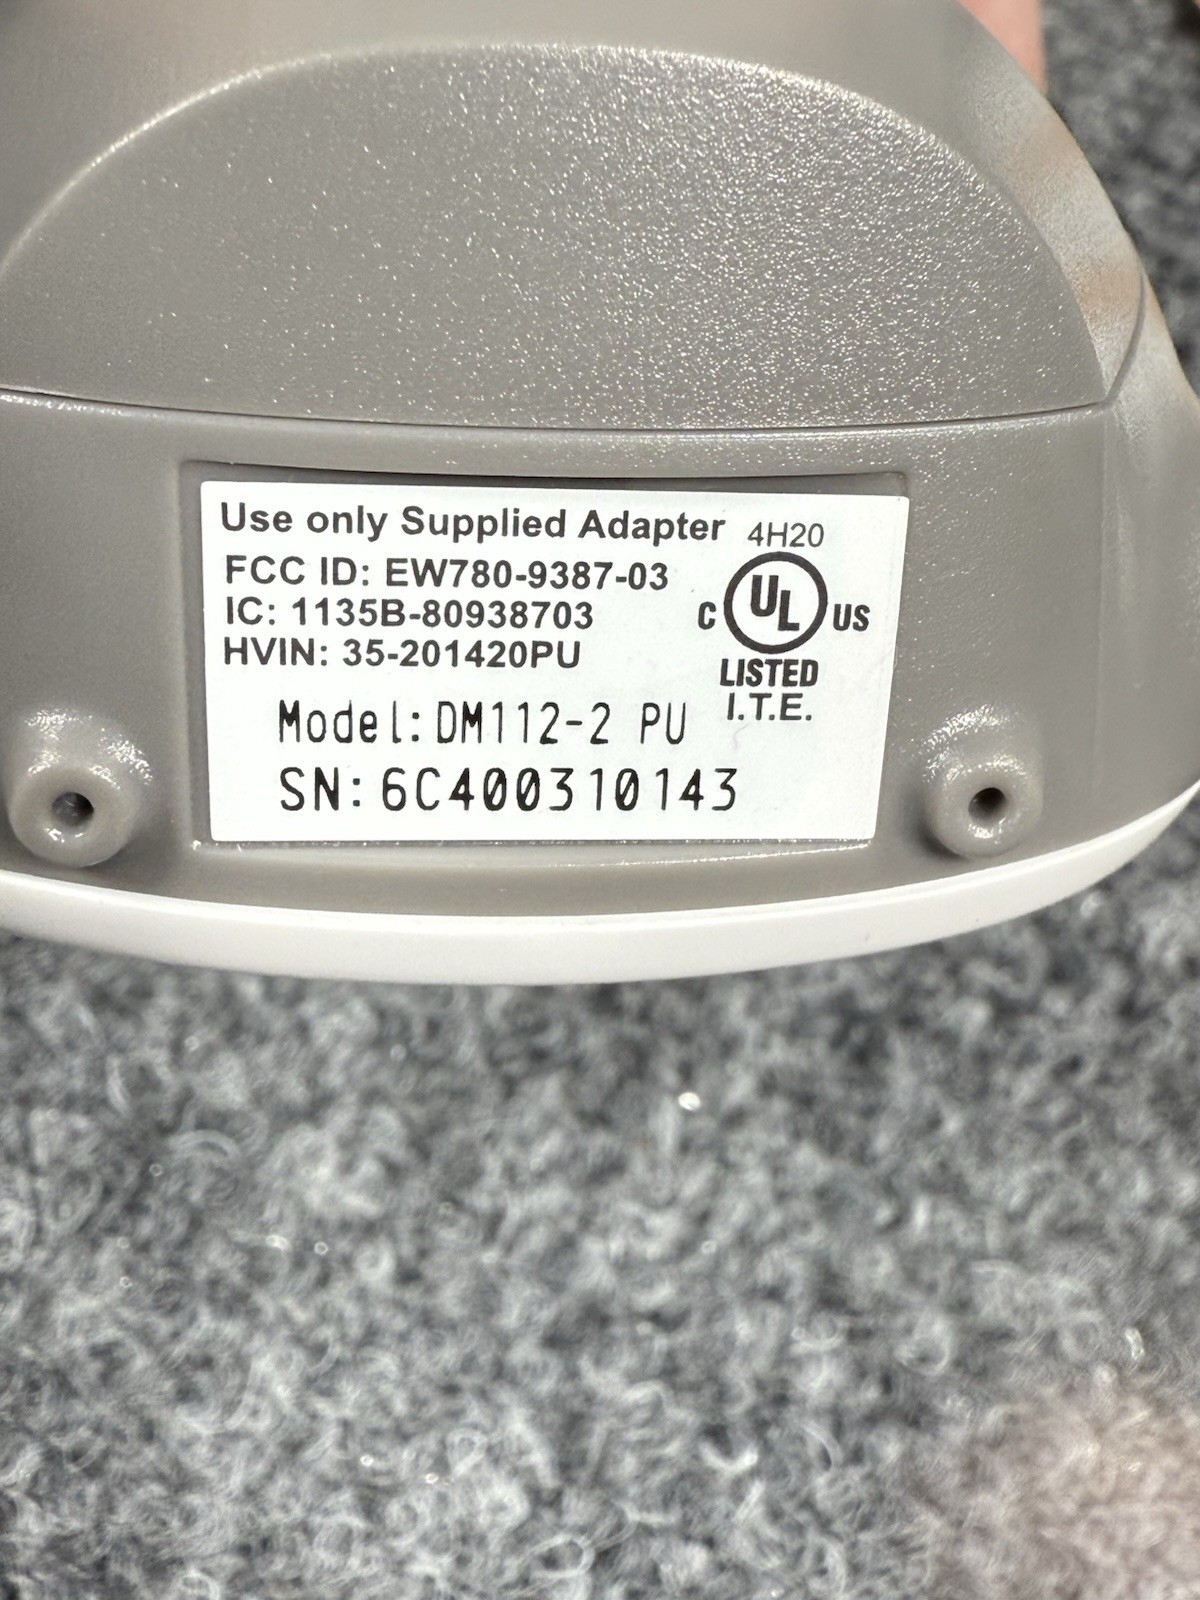 Use only Supplied Adapter 4H20
FCC ID: EW780-9387-03
IC: 1135B-80938703
HVIN: 35-201420PU
C UL US
LISTED
I.T.E.
Model: DM112-2 PU
SN: 6C400310143